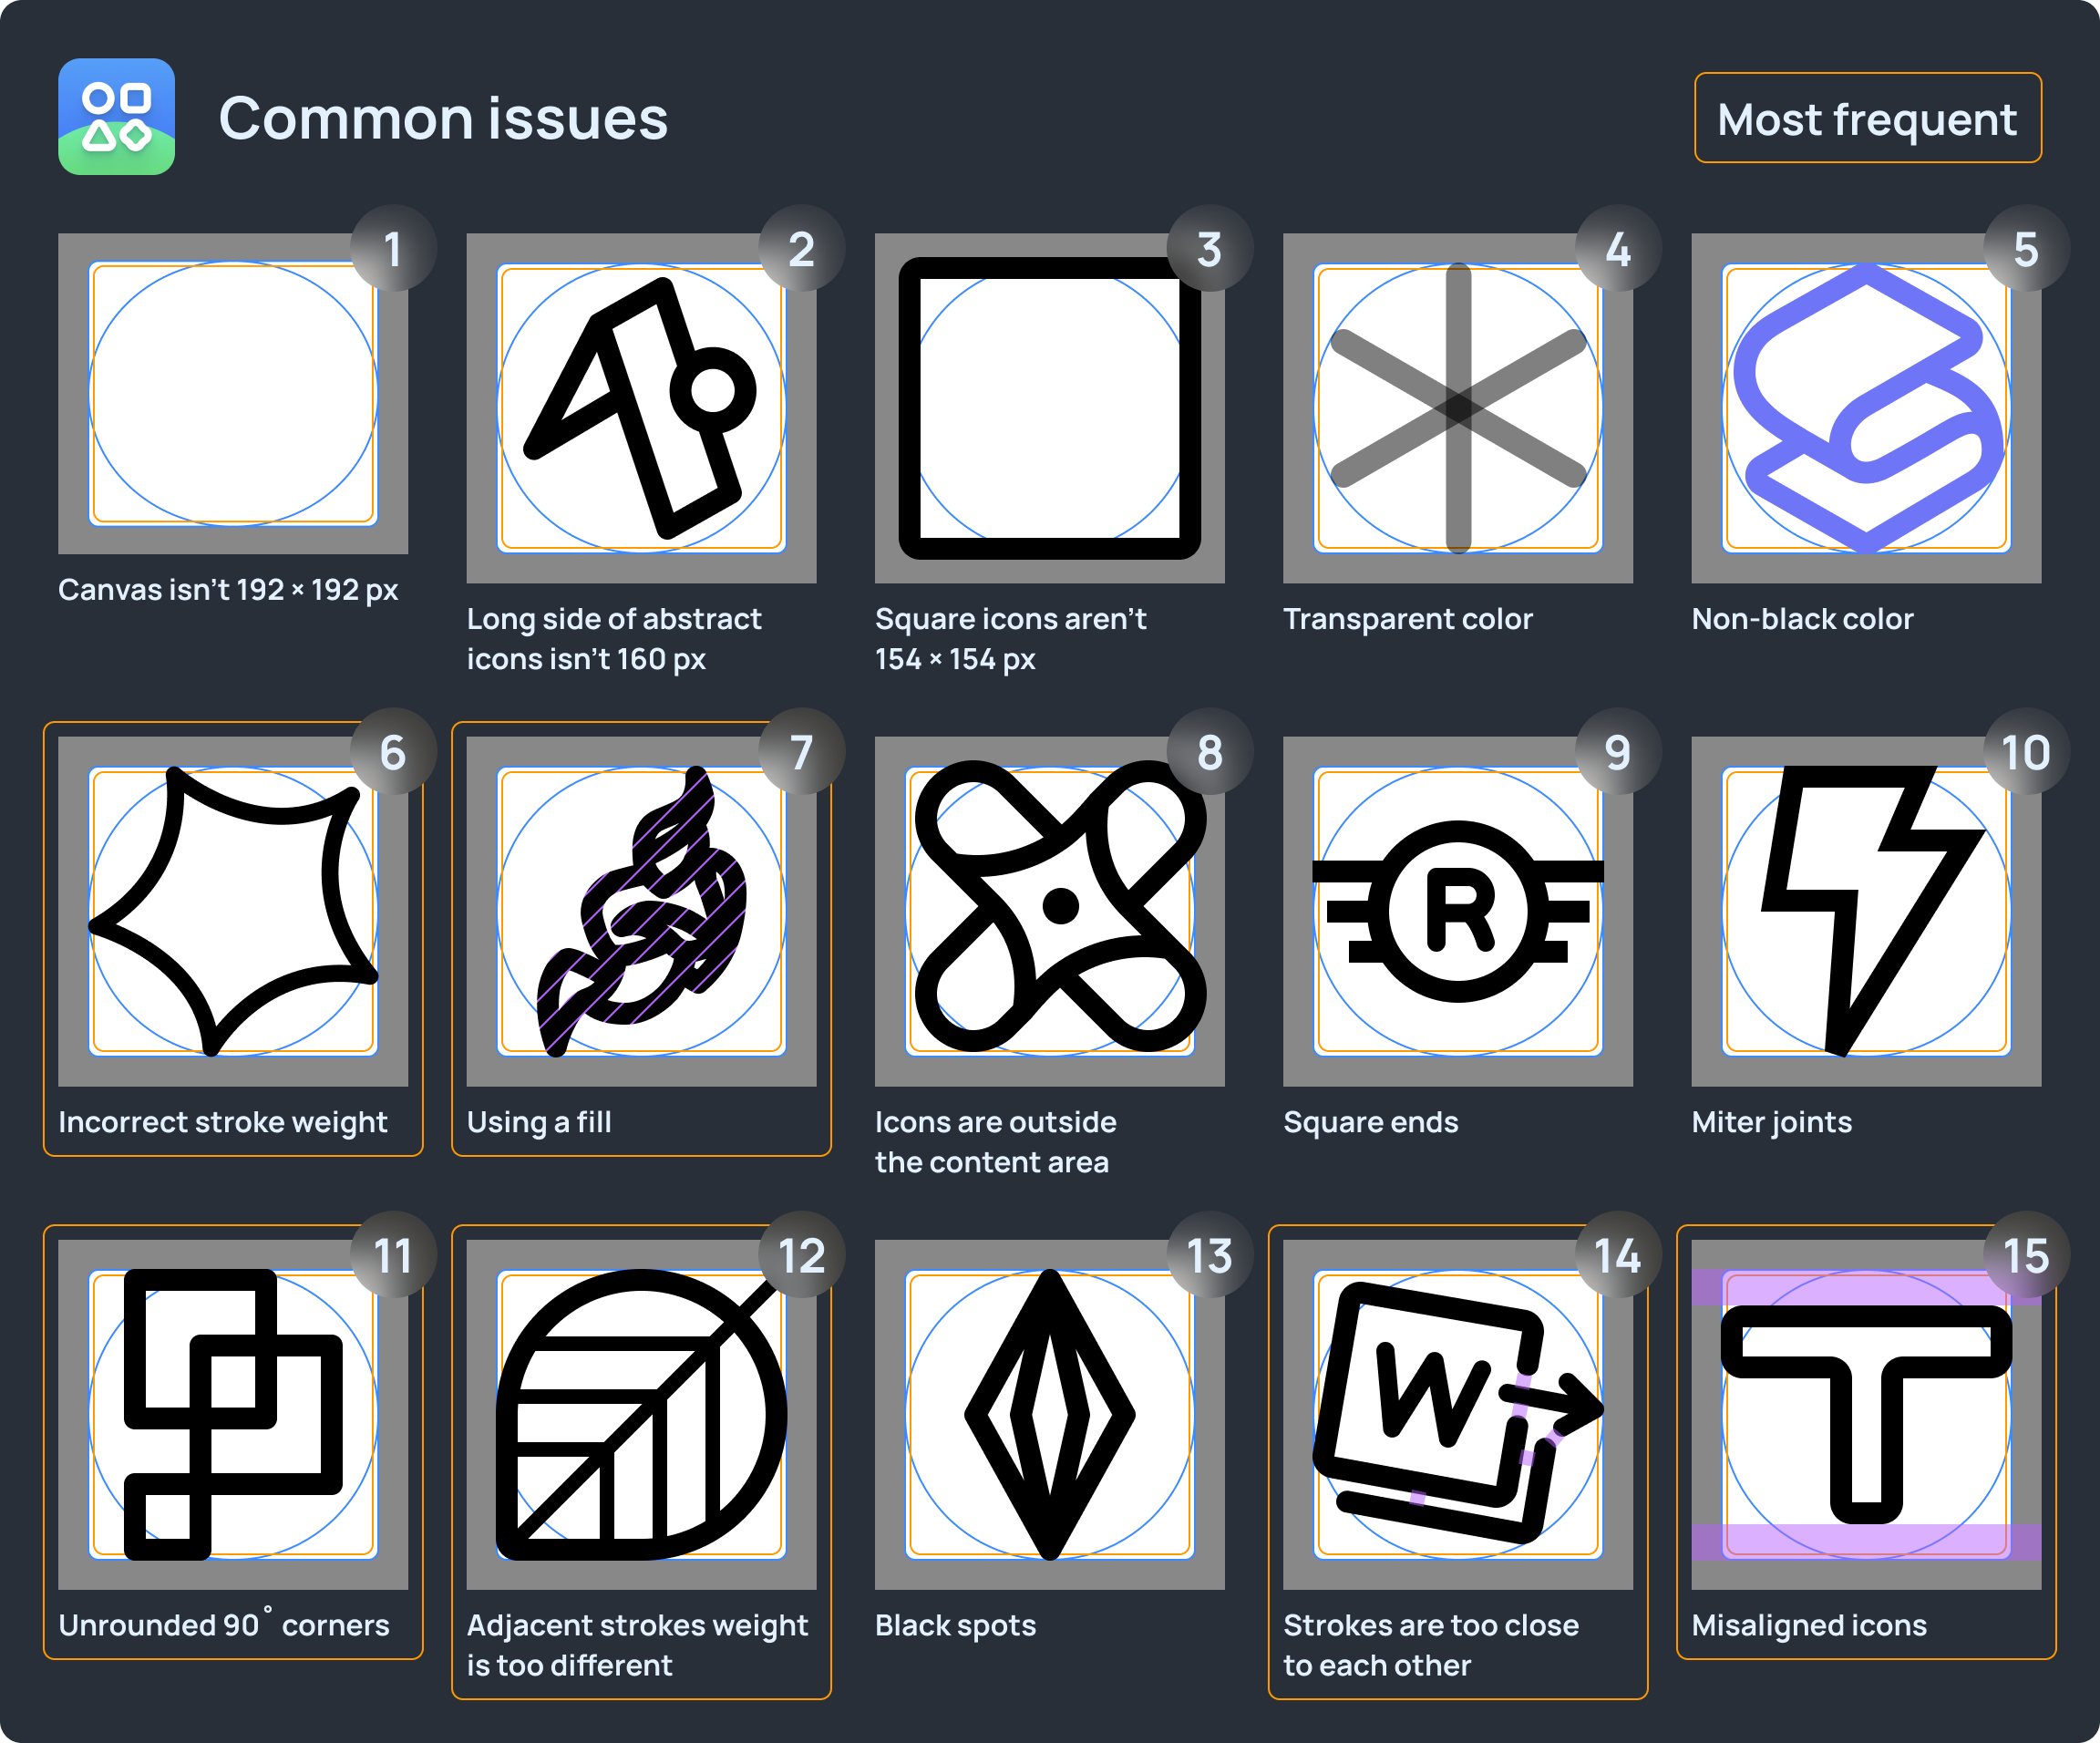 Common issues
Most frequent
1
Canvas isn’t 192 × 192 px
2
Long side of abstract
icons isn’t 160 px
3
Square icons aren’t
154 × 154 px
4
Transparent color
5
Non-black color
6
Incorrect stroke weight
7
Using a fill
8
Icons are outside
the content area
9
R
Square ends
10
Miter joints
11
Unrounded 90° corners
12
Adjacent strokes weight
is too different
13
Black spots
14
W
Strokes are too close
to each other
15
T
Misaligned icons